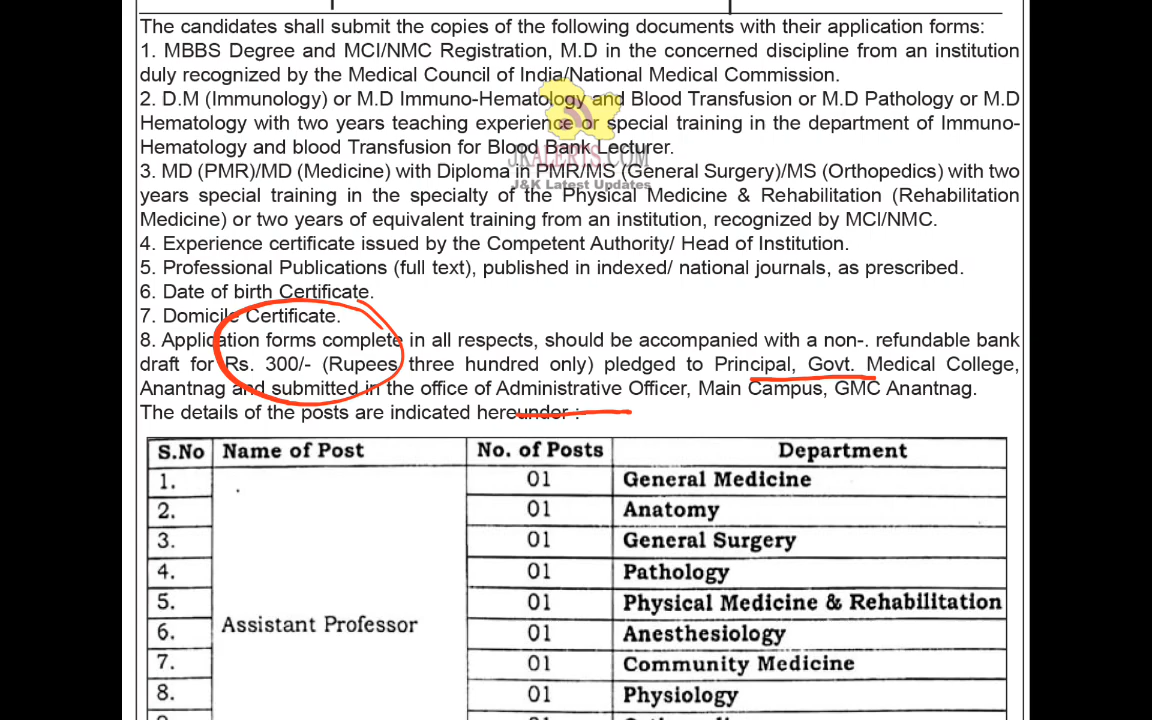 The candidates shall submit the copies of the following documents with their application forms:
1. MBBS Degree and MCI/NMC Registration, M.D in the concerned discipline from an institution
duly recognized by the Medical Council of India/National Medical Commission.
2. D.M (Immunology) or M.D Immuno-Hematology and Blood Transfusion or M.D Pathology or M.D
Hematology with two years teaching experience or special training in the department of Immuno-
Hematology and blood Transfusion for Blood Bank Lecturer.
JKALERTS.COM
3. MD (PMR)/MD (Medicine) with Diploma in PMR/MS (General Surgery)/MS (Orthopedics) with two
J&K Latest Updates
years special training in the specialty of the Physical Medicine & Rehabilitation (Rehabilitation
Medicine) or two years of equivalent training from an institution, recognized by MCI/NMC.
4. Experience certificate issued by the Competent Authority/ Head of Institution.
5. Professional Publications (full text), published in indexed/ national journals, as prescribed.
6. Date of birth Certificate.
7. Domicile Certificate.
8. Application forms complete in all respects, should be accompanied with a non-. refundable bank
draft for Rs. 300/- (Rupees three hundred only) pledged to Principal, Govt. Medical College,
Anantnag and submitted in the office of Administrative Officer, Main Campus, GMC Anantnag.
The details of the posts are indicated hereunder :
S.No Name of Post No. of Posts Department
1. 01 General Medicine
2. 01 Anatomy
3. 01 General Surgery
4. 01 Pathology
5. 01 Physical Medicine & Rehabilitation
Assistant Professor
6. 01 Anesthesiology
7. 01 Community Medicine
8. 01 Physiology